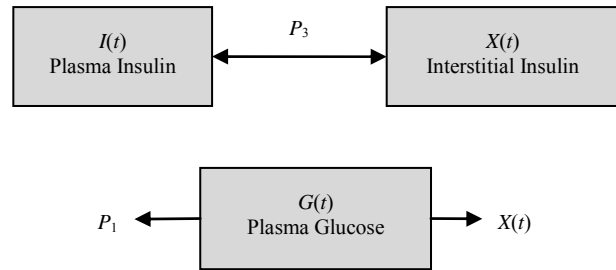 I(t)
Plasma Insulin
P3
X(t)
Interstitial Insulin
G(t)
Plasma Glucose
P1
X(t)